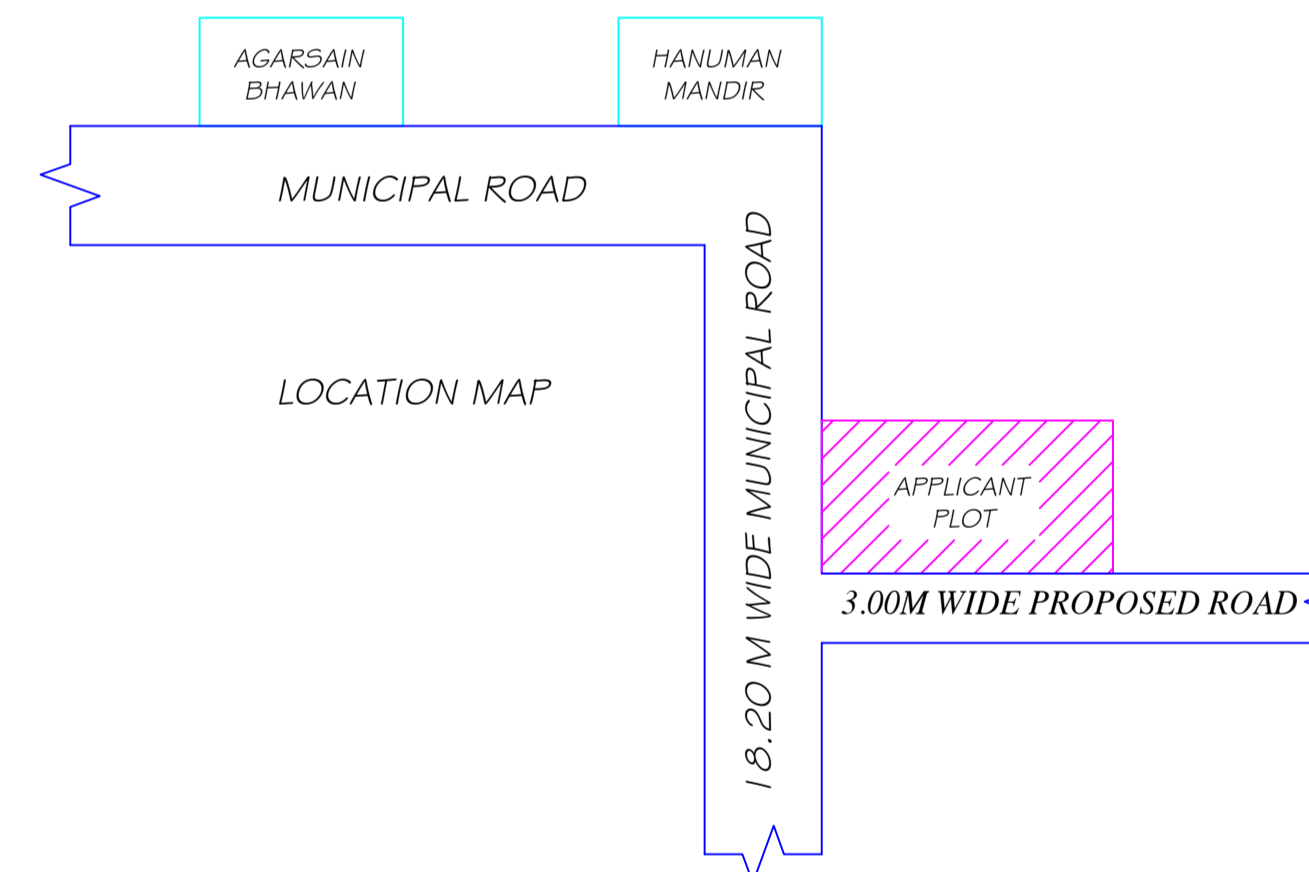 AGARSAIN
BHAWAN
HANUMAN
MANDIR
MUNICIPAL ROAD
18.20 M WIDE MUNICIPAL ROAD
LOCATION MAP
APPLICANT
PLOT
3.00M WIDE PROPOSED ROAD